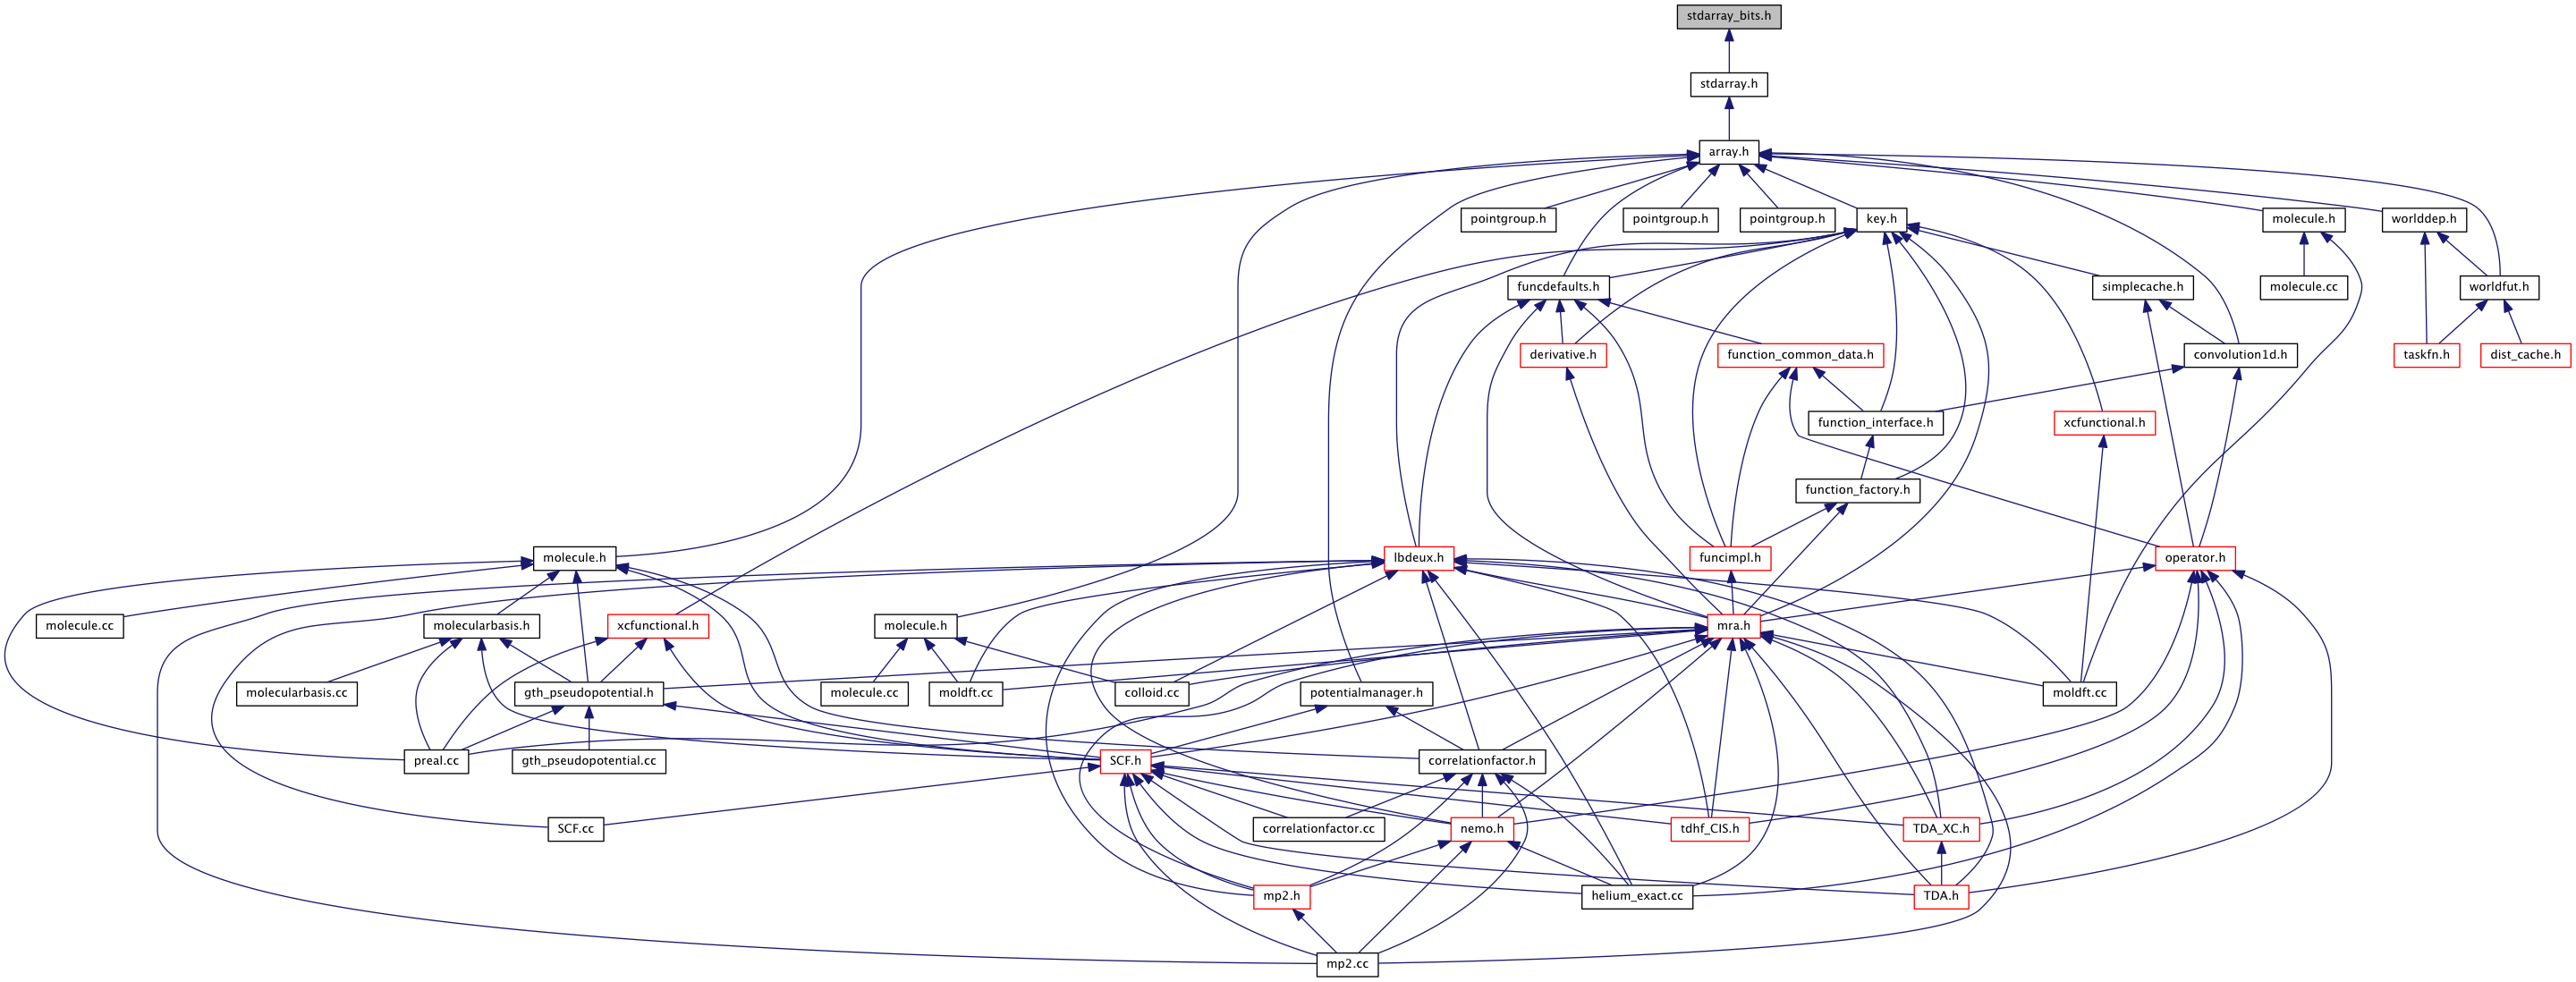 stdarray_bits.h
stdarray.h
array.h
pointgroup.h
pointgroup.h
pointgroup.h
key.h
molecule.h
worlddep.h
funcdefaults.h
simplecache.h
molecule.cc
worldfut.h
derivative.h
function_common_data.h
convolution1d.h
taskfn.h
dist_cache.h
function_interface.h
xcfunctional.h
function_factory.h
molecule.h
lbdeux.h
funcimpl.h
operator.h
molecule.cc
molecularbasis.h
xcfunctional.h
molecule.h
mra.h
molecularbasis.cc
gth_pseudopotential.h
molecule.cc
moldft.cc
colloid.cc
potentialmanager.h
moldft.cc
preal.cc
gth_pseudopotential.cc
SCF.h
correlationfactor.h
SCF.cc
correlationfactor.cc
nemo.h
tdhf_CIS.h
TDA_XC.h
mp2.h
helium_exact.cc
TDA.h
mp2.cc